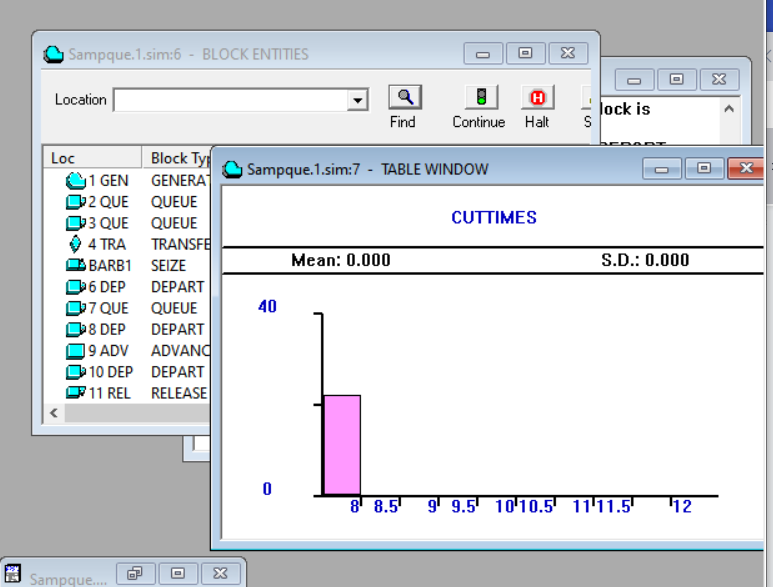 Sampque.1.sim:6 - BLOCK ENTITIES
Location
Find
Continue
Halt
lock is
Loc
Block Typ
1 GEN GENERAT
2 QUE QUEUE
3 QUE QUEUE
4 TRA TRANSFE
BARB1 SEIZE
6 DEP DEPART
7 QUE QUEUE
8 DEP DEPART
9 ADV ADVANC
10 DEP DEPART
11 REL RELEASE
Sampque.1.sim:7 - TABLE WINDOW
CUTTIMES
Mean: 0.000 S.D.: 0.000
40
0
8 8.5 9 9.5 10 10.5 11 11.5 12
Sampque....